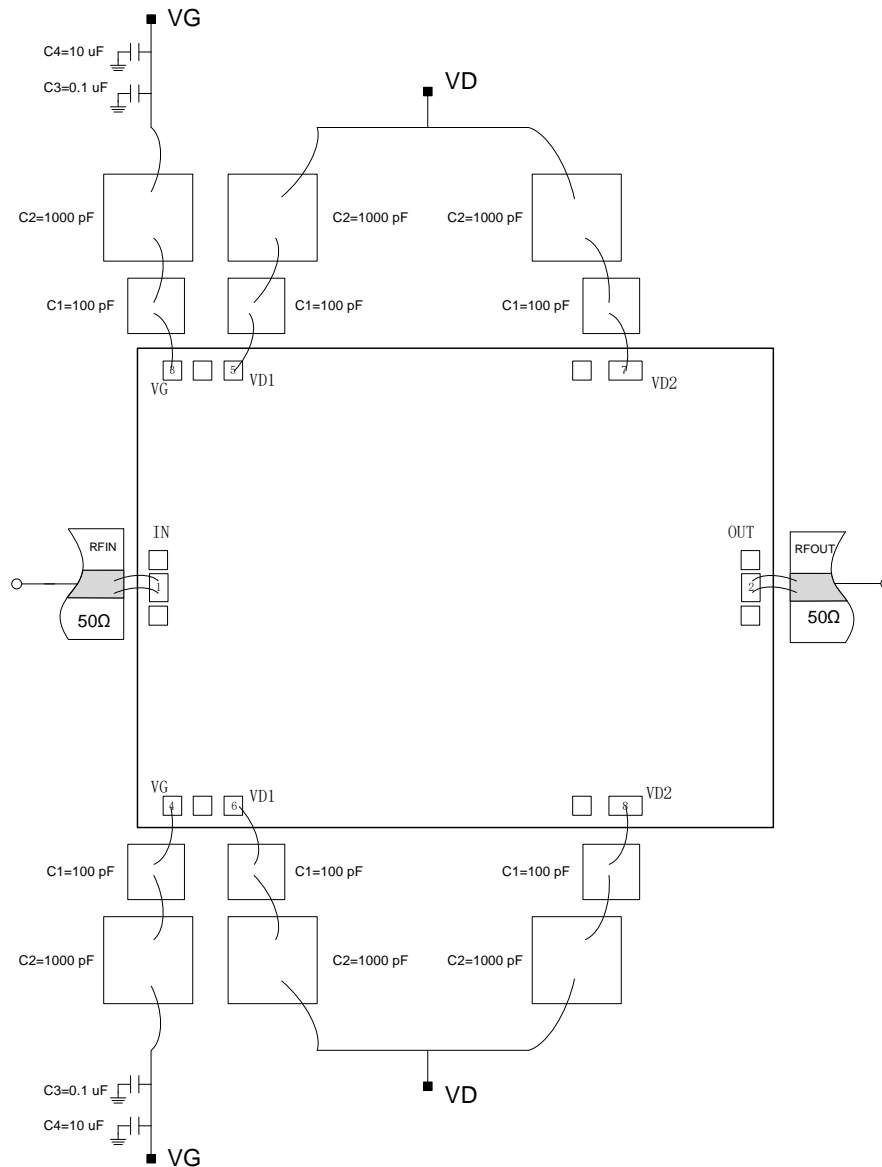 VG
C4=10 uF
VD
C3=0.1 uF
C2=1000 pF
C2=1000 pF
C2=1000 pF
C1=100 pF
C1=100 pF
C1=100 pF
3
5
7
VG
VD1
VD2
IN
OUT
RFIN
RFOUT
1
2
50Ω
50Ω
VG
VD1
VD2
4
6
8
C1=100 pF
C1=100 pF
C1=100 pF
C2=1000 pF
C2=1000 pF
C2=1000 pF
C3=0.1 uF
VD
C4=10 uF
VG